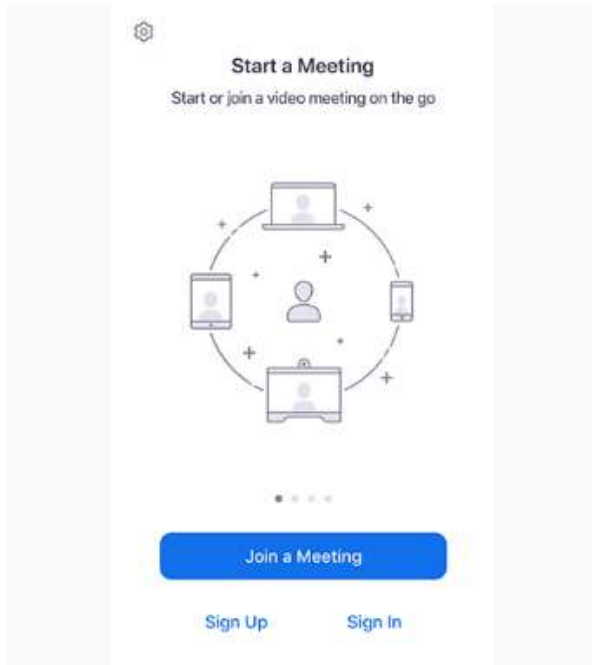 Start a Meeting
Start or join a video meeting on the go
Join a Meeting
Sign Up
Sign In